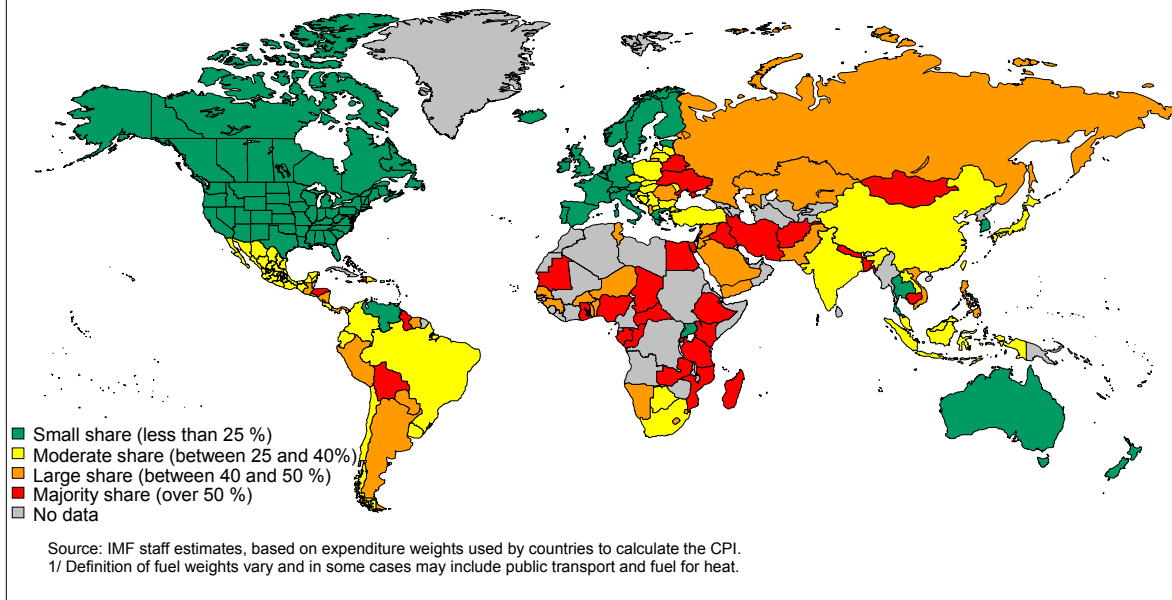 Small share (less than 25 %)
Moderate share (between 25 and 40%)
Large share (between 40 and 50 %)
Majority share (over 50 %)
No data
Source: IMF staff estimates, based on expenditure weights used by countries to calculate the CPI.
1/ Definition of fuel weights vary and in some cases may include public transport and fuel for heat.